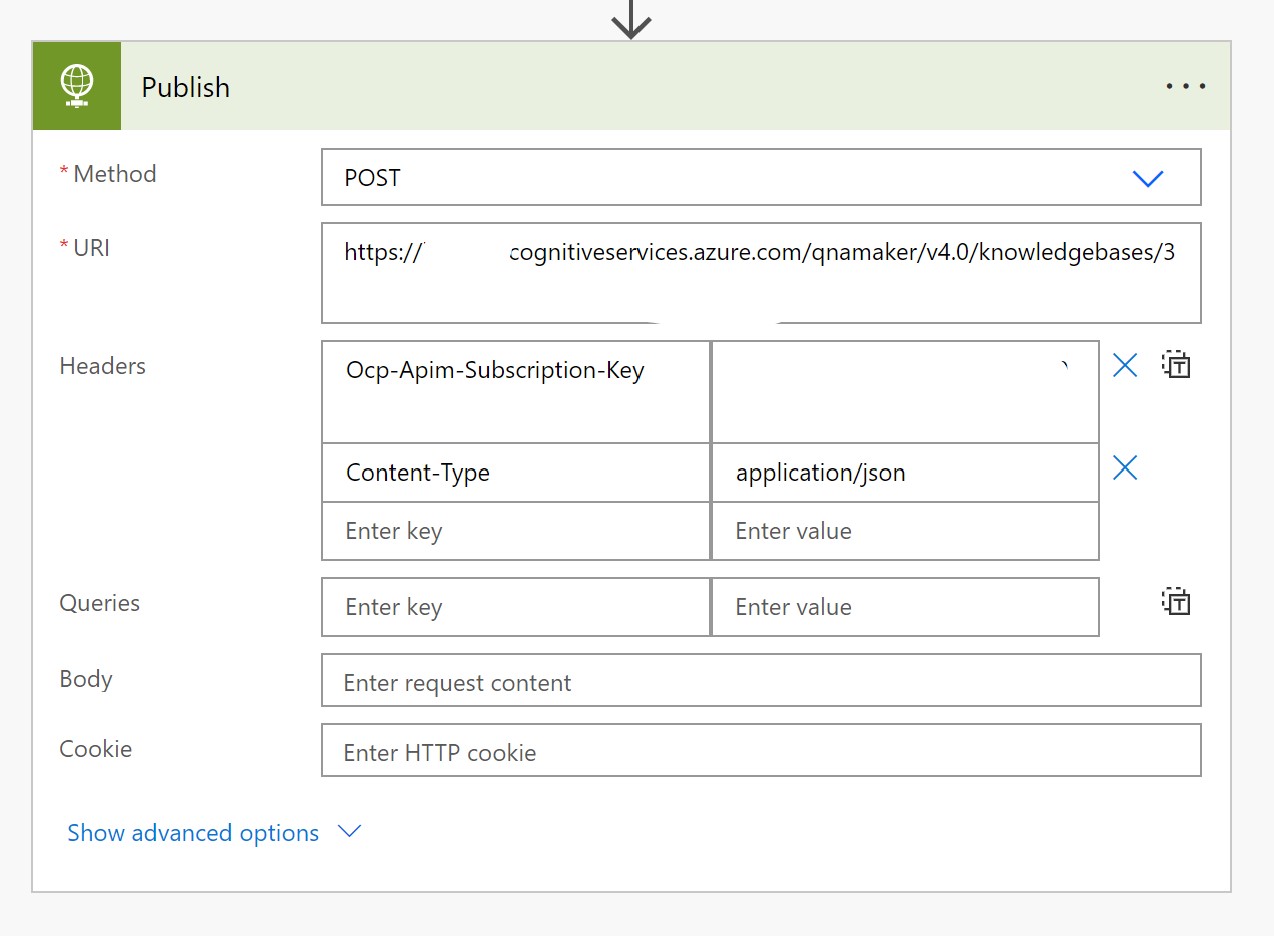 Publish
* Method POST
* URI https:// cognitiveservices.azure.com/qnamaker/v4.0/knowledgebases/3
Headers Ocp-Apim-Subscription-Key
Content-Type application/json
Enter key Enter value
Queries Enter key Enter value
Body Enter request content
Cookie Enter HTTP cookie
Show advanced options